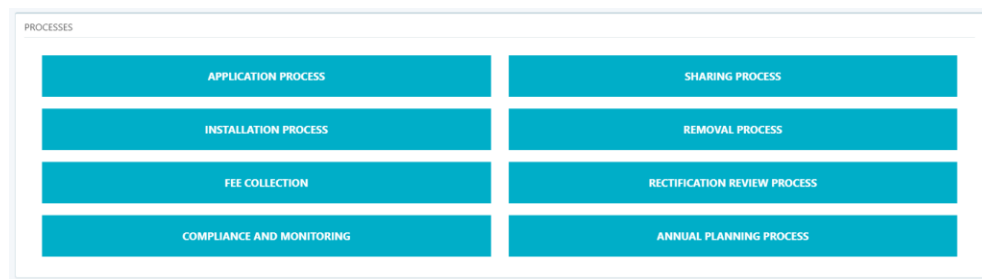 PROCESSES
APPLICATION PROCESS
SHARING PROCESS
INSTALLATION PROCESS
REMOVAL PROCESS
FEE COLLECTION
RECTIFICATION REVIEW PROCESS
COMPLIANCE AND MONITORING
ANNUAL PLANNING PROCESS